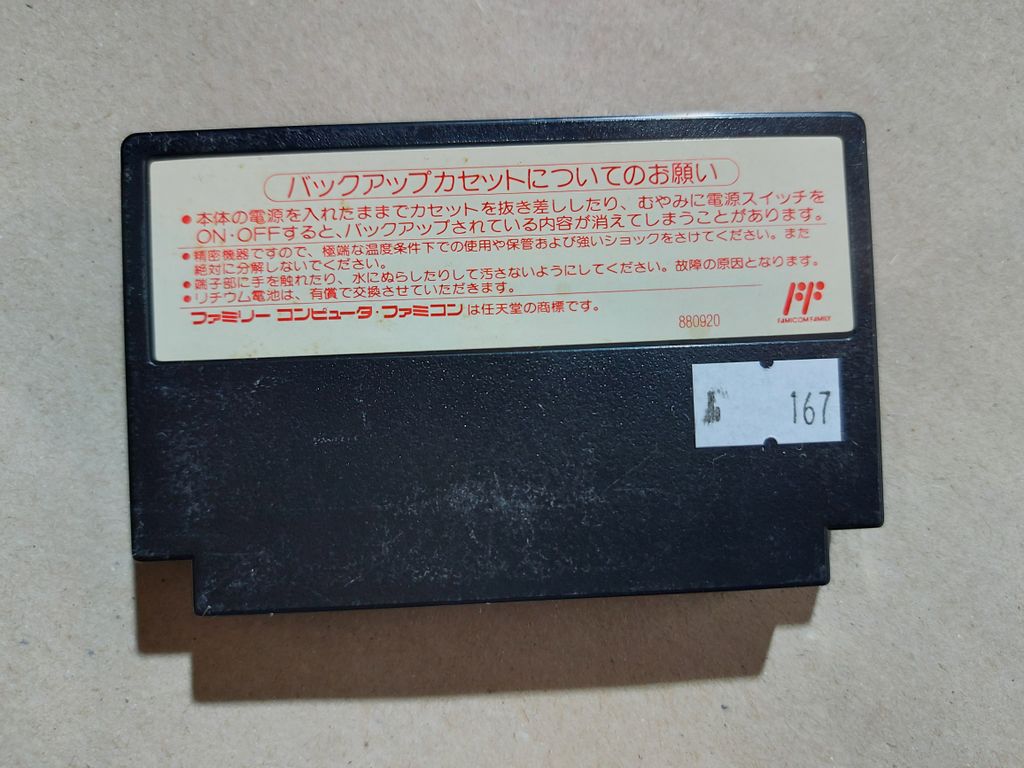 バックアップカセットについてのお願い
●本体の電源を入れたままでカセットを抜き差ししたり、むやみに電源スイッチを
ON・OFFすると、バックアップされている内容が消えてしまうことがあります。
●精密機器ですので、極端な温度条件下での使用や保管および強いショックをさけてください。また
絶対に分解しないでください。
●端子部に手を触れたり、水にぬらしたりして汚さないようにしてください。故障の原因となります。
●リチウム電池は、有償で交換させていただきます。
ファミリー コンピュータ・ファミコンは任天堂の商標です。
880920
FAMICOM FAMILY
167